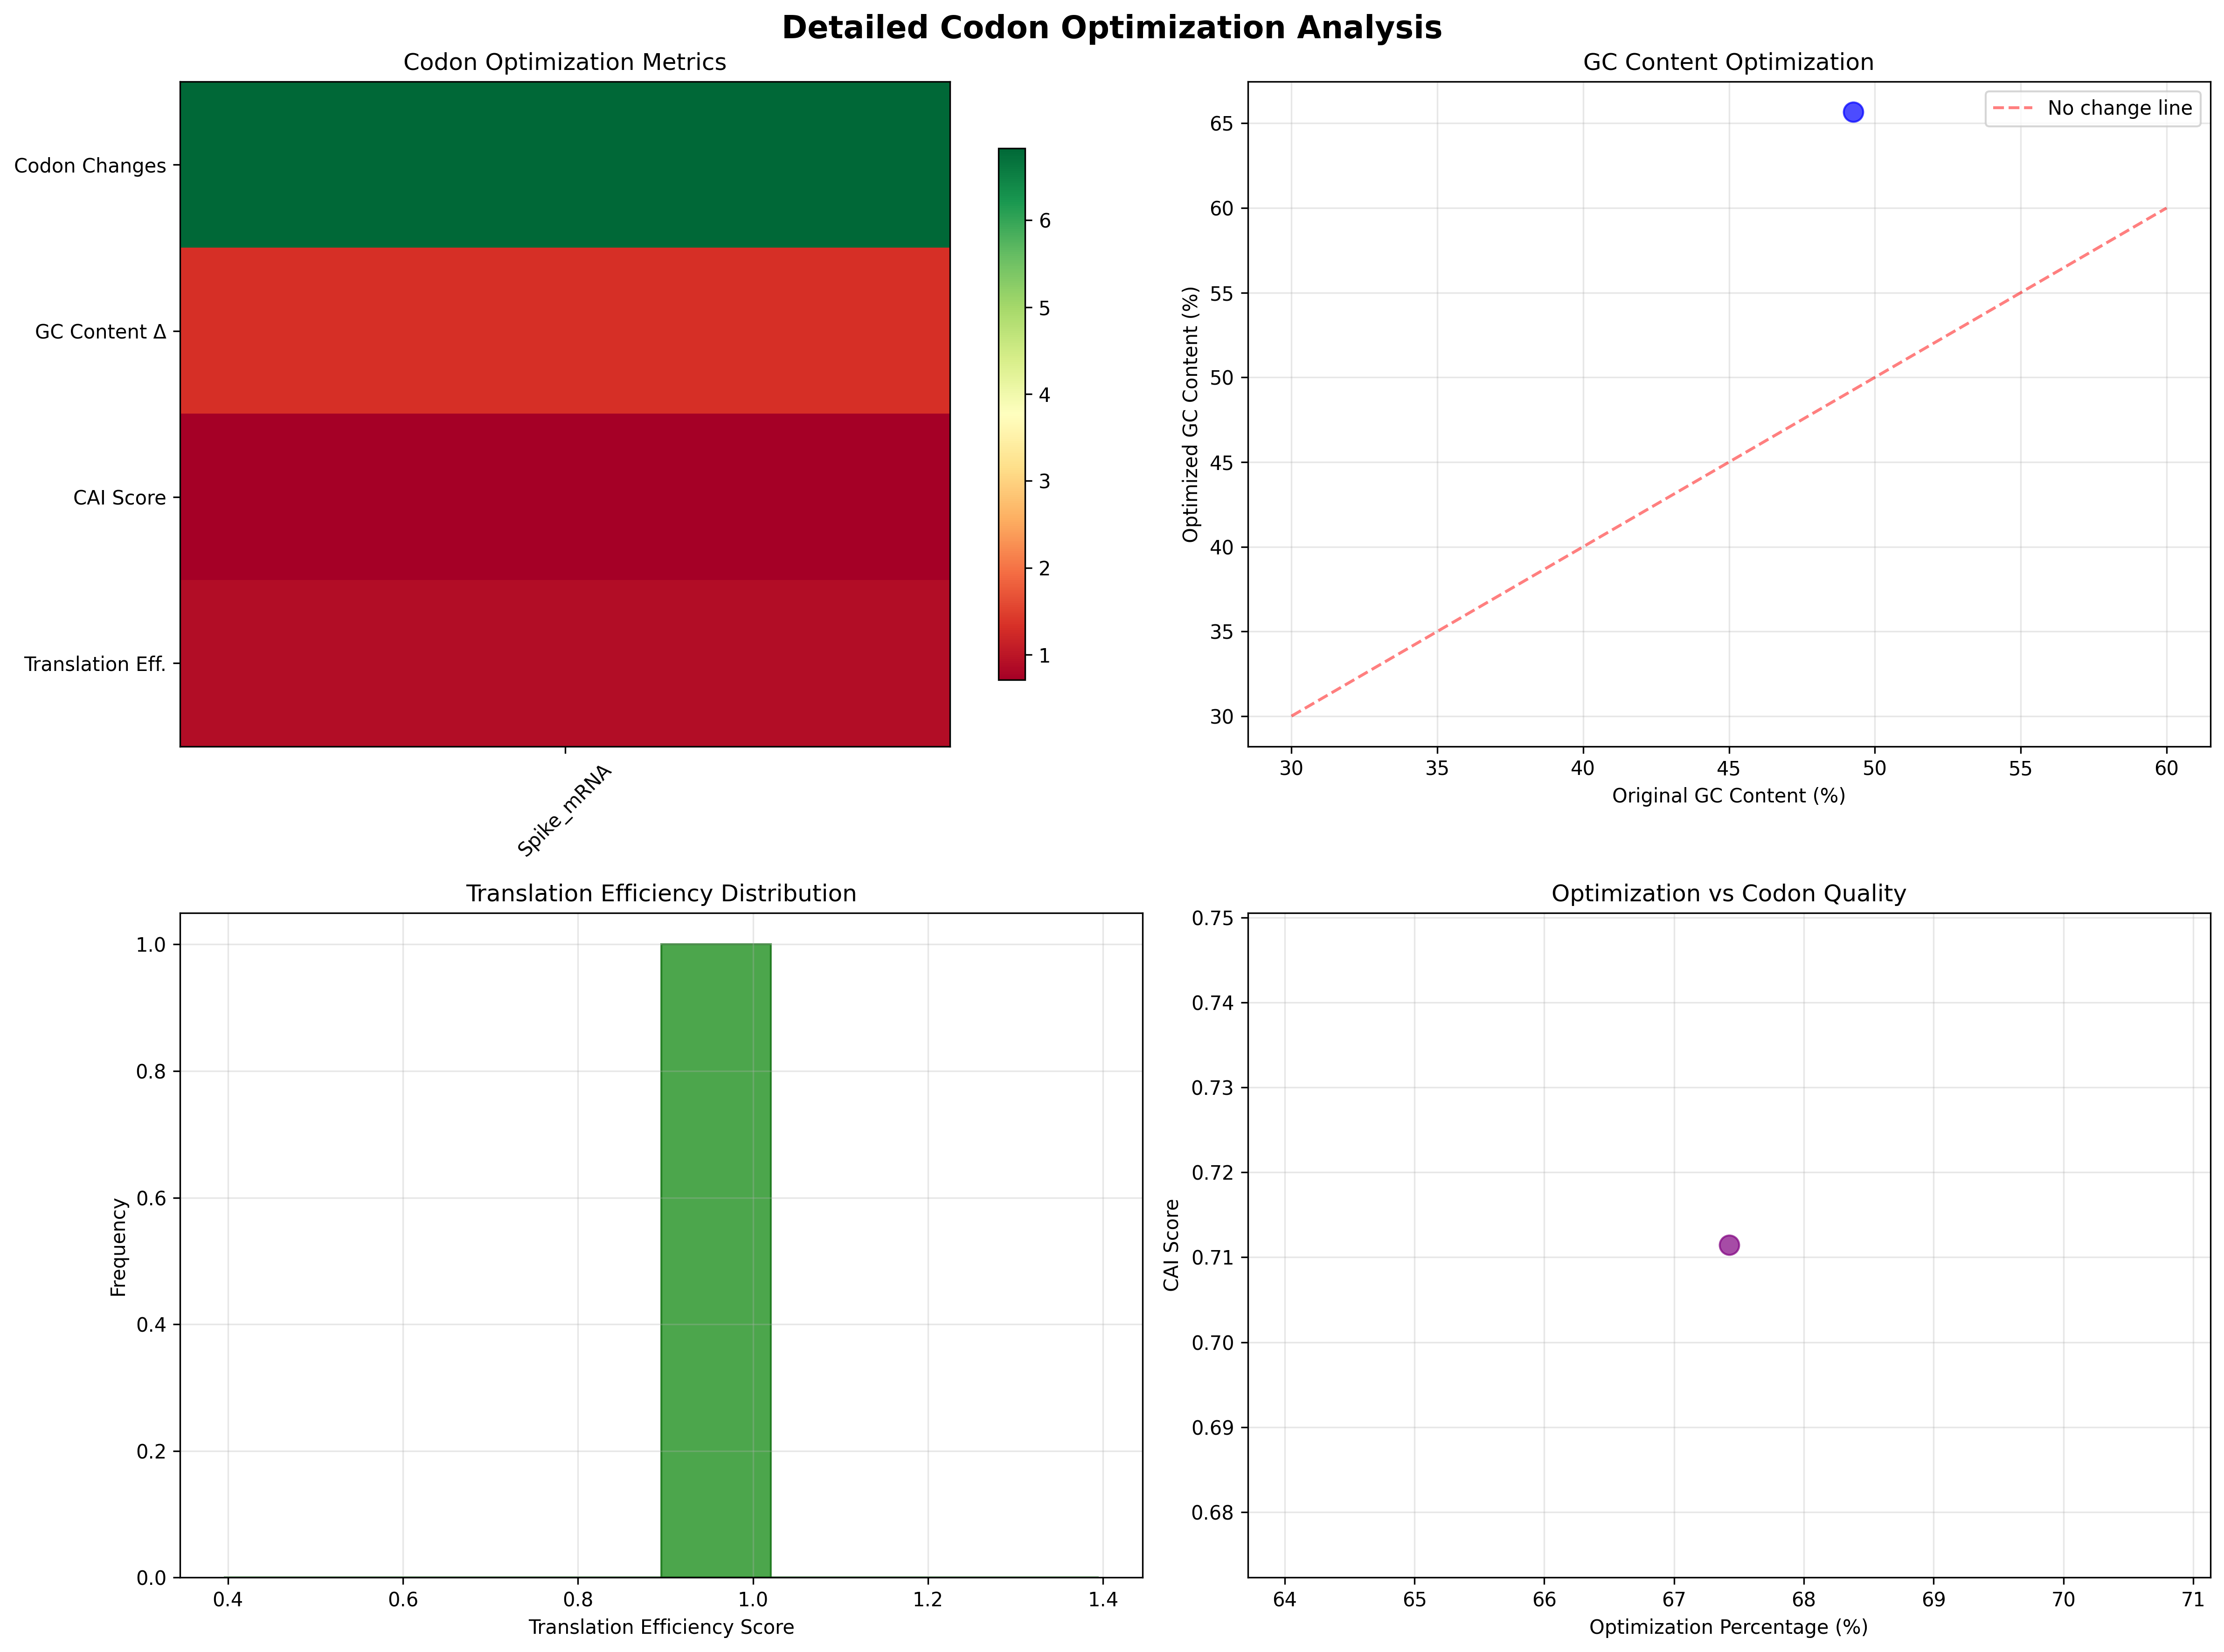 Detailed Codon Optimization Analysis
Codon Optimization Metrics
Codon Changes
GC Content Δ
CAI Score
Translation Eff.
Spike_mRNA
6
5
4
3
2
1
GC Content Optimization
No change line
Optimized GC Content (%)
65
60
55
50
45
40
35
30
30 35 40 45 50 55 60
Original GC Content (%)
Translation Efficiency Distribution
Frequency
1.0
0.8
0.6
0.4
0.2
0.0
0.4 0.6 0.8 1.0 1.2 1.4
Translation Efficiency Score
Optimization vs Codon Quality
CAI Score
0.75
0.74
0.73
0.72
0.71
0.70
0.69
0.68
64 65 66 67 68 69 70 71
Optimization Percentage (%)